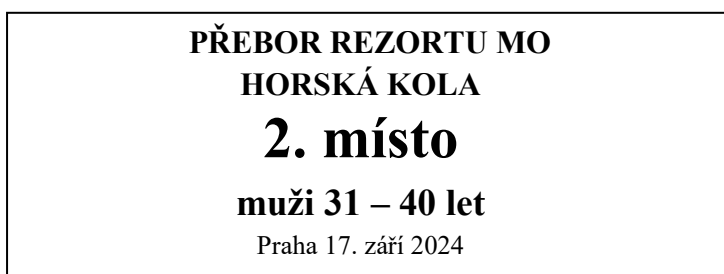 PŘEBOR REZORTU MO
HORSKÁ KOLA
2. místo
muži 31 – 40 let
Praha 17. září 2024